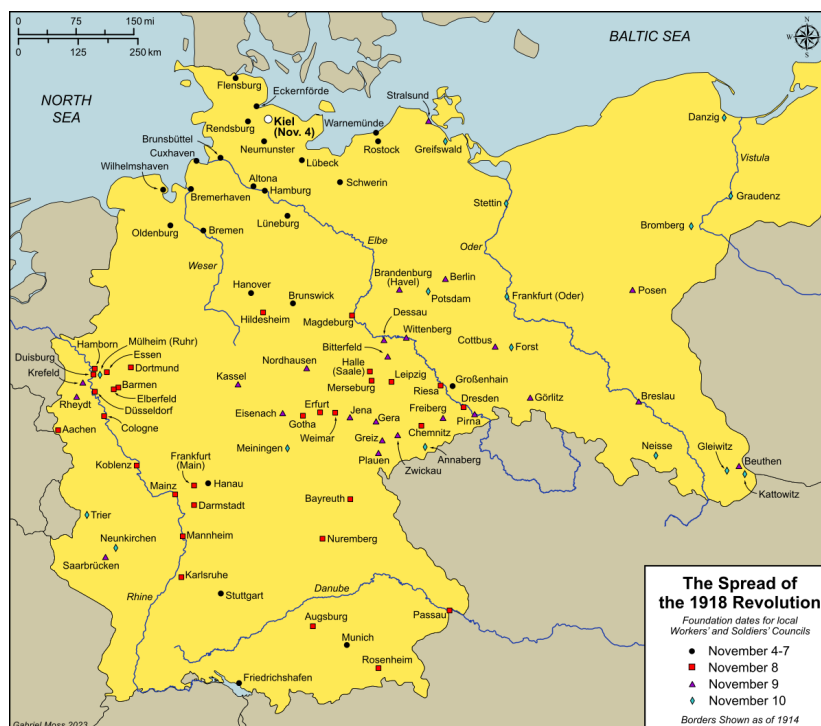 0 75 150 mi
0 125 250 km
BALTIC SEA
N
W E
S
NORTH
SEA
Flensburg
Eckernförde
Stralsund
Kiel
(Nov. 4)
Rendsburg
Warnemünde
Danzig
Brunsbüttel
Neumunster
Rostock
Greifswald
Cuxhaven
Lübeck
Vistula
Wilhelmshaven
Altona
Schwerin
Hamburg
Bremerhaven
Graudenz
Stettin
Lüneburg
Oldenburg
Bremen
Bromberg
Elbe
Oder
Weser
Brandenburg
(Havel)
Berlin
Hanover
Potsdam
Posen
Brunswick
Frankfurt (Oder)
Hildesheim
Magdeburg
Dessau
Wittenberg
Hamborn
Mülheim (Ruhr)
Bitterfeld
Cottbus
Forst
Duisburg
Essen
Nordhausen
Halle
(Saale)
Krefeld
Dortmund
Kassel
Leipzig
Großenhain
Merseburg
Riesa
Barmen
Rheydt
Elberfeld
Görlitz
Düsseldorf
Eisenach
Erfurt
Jena
Gera
Freiberg
Dresden
Breslau
Aachen
Cologne
Gotha
Weimar
Pirna
Chemnitz
Greiz
Meiningen
Annaberg
Neisse
Gleiwitz
Beuthen
Koblenz
Frankfurt
(Main)
Plauen
Zwickau
Kattowitz
Mainz
Hanau
Bayreuth
Darmstadt
Trier
Neunkirchen
Mannheim
Nuremberg
Saarbrücken
Karlsruhe
Rhine
Stuttgart
Danube
Augsburg
Passau
Munich
Rosenheim
Friedrichshafen
The Spread of
the 1918 Revolution
Foundation dates for local
Workers' and Soldiers' Councils
November 4-7
November 8
November 9
November 10
Borders Shown as of 1914
Gabriel Moss 2023